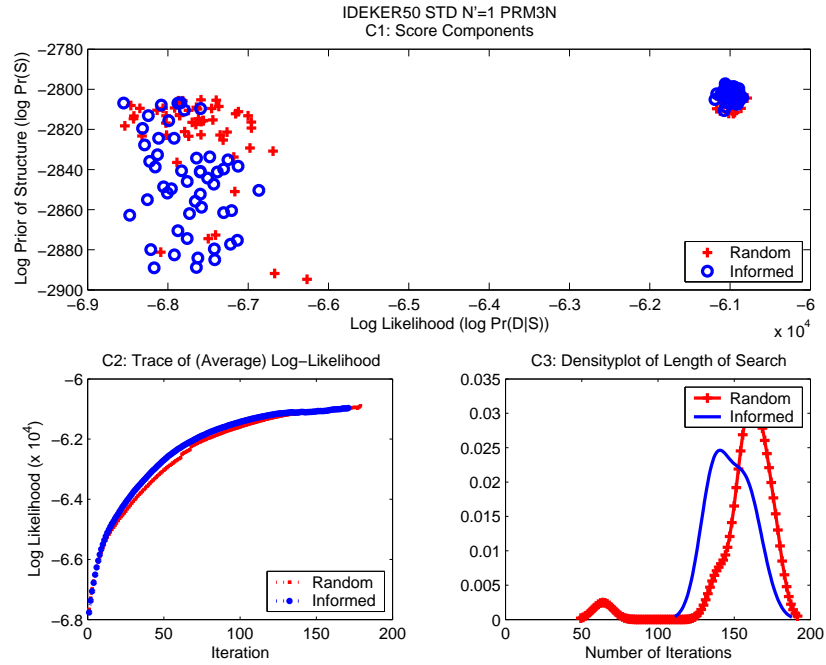 IDEKER50 STD N'=1 PRM3N
C1: Score Components
−2780
−2800
−2820
−2840
−2860
−2880
−2900
Log Prior of Structure (log Pr(S))
Random
Informed
−6.9 −6.8 −6.7 −6.6 −6.5 −6.4 −6.3 −6.2 −6.1 −6
Log Likelihood (log Pr(D|S))
x 10^4
C2: Trace of (Average) Log−Likelihood
−6
−6.2
−6.4
−6.6
−6.8
Log Likelihood (x 10^4)
Random
Informed
0 50 100 150 200
Iteration
C3: Densityplot of Length of Search
0.035
0.03
0.025
0.02
0.015
0.01
0.005
0
Random
Informed
0 50 100 150 200
Number of Iterations